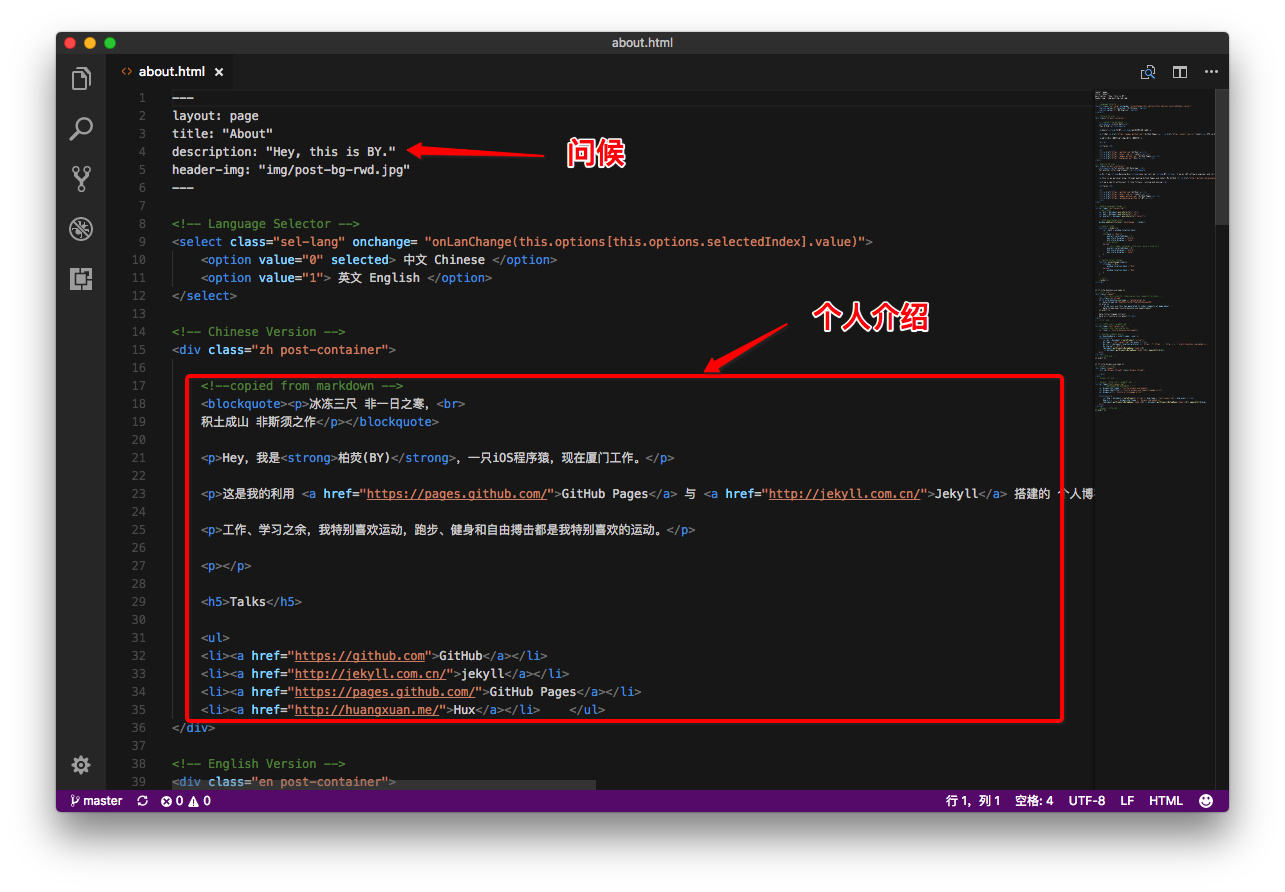 about.html
about.html
1 ---
2 layout: page
3 title: "About"
4 description: "Hey, this is BY."
问候
5 header-img: "img/post-bg-rwd.jpg"
6 ---
7
8 <!-- Language Selector -->
9 <select class="sel-lang" onchange= "onLanChange(this.options[this.options.selectedIndex].value)">
10 <option value="0" selected> 中文 Chinese </option>
11 <option value="1"> 英文 English </option>
12 </select>
13
个人介绍
14 <!-- Chinese Version -->
15 <div class="zh post-container">
16
17 <!--copied from markdown -->
18 <blockquote><p>冰冻三尺 非一日之寒，<br>
19 积土成山 非斯须之作</p></blockquote>
20
21 <p>Hey，我是<strong>柏荧(BY)</strong>，一只iOS程序猿，现在厦门工作。</p>
22
23 <p>这是我的利用 <a href="https://pages.github.com/">GitHub Pages</a> 与 <a href="http://jekyll.com.cn/">Jekyll</a> 搭建的 个人博
24
25 <p>工作、学习之余，我特别喜欢运动，跑步、健身和自由搏击都是我特别喜欢的运动。</p>
26
27 <p></p>
28
29 <h5>Talks</h5>
30
31 <ul>
32 <li><a href="https://github.com">GitHub</a></li>
33 <li><a href="http://jekyll.com.cn/">jekyll</a></li>
34 <li><a href="https://pages.github.com/">GitHub Pages</a></li>
35 <li><a href="http://huangxuan.me/">Hux</a></li> </ul>
36 </div>
37
38 <!-- English Version -->
39 <div class="en post-container">
master 0 0 行 1，列 1 空格: 4 UTF-8 LF HTML